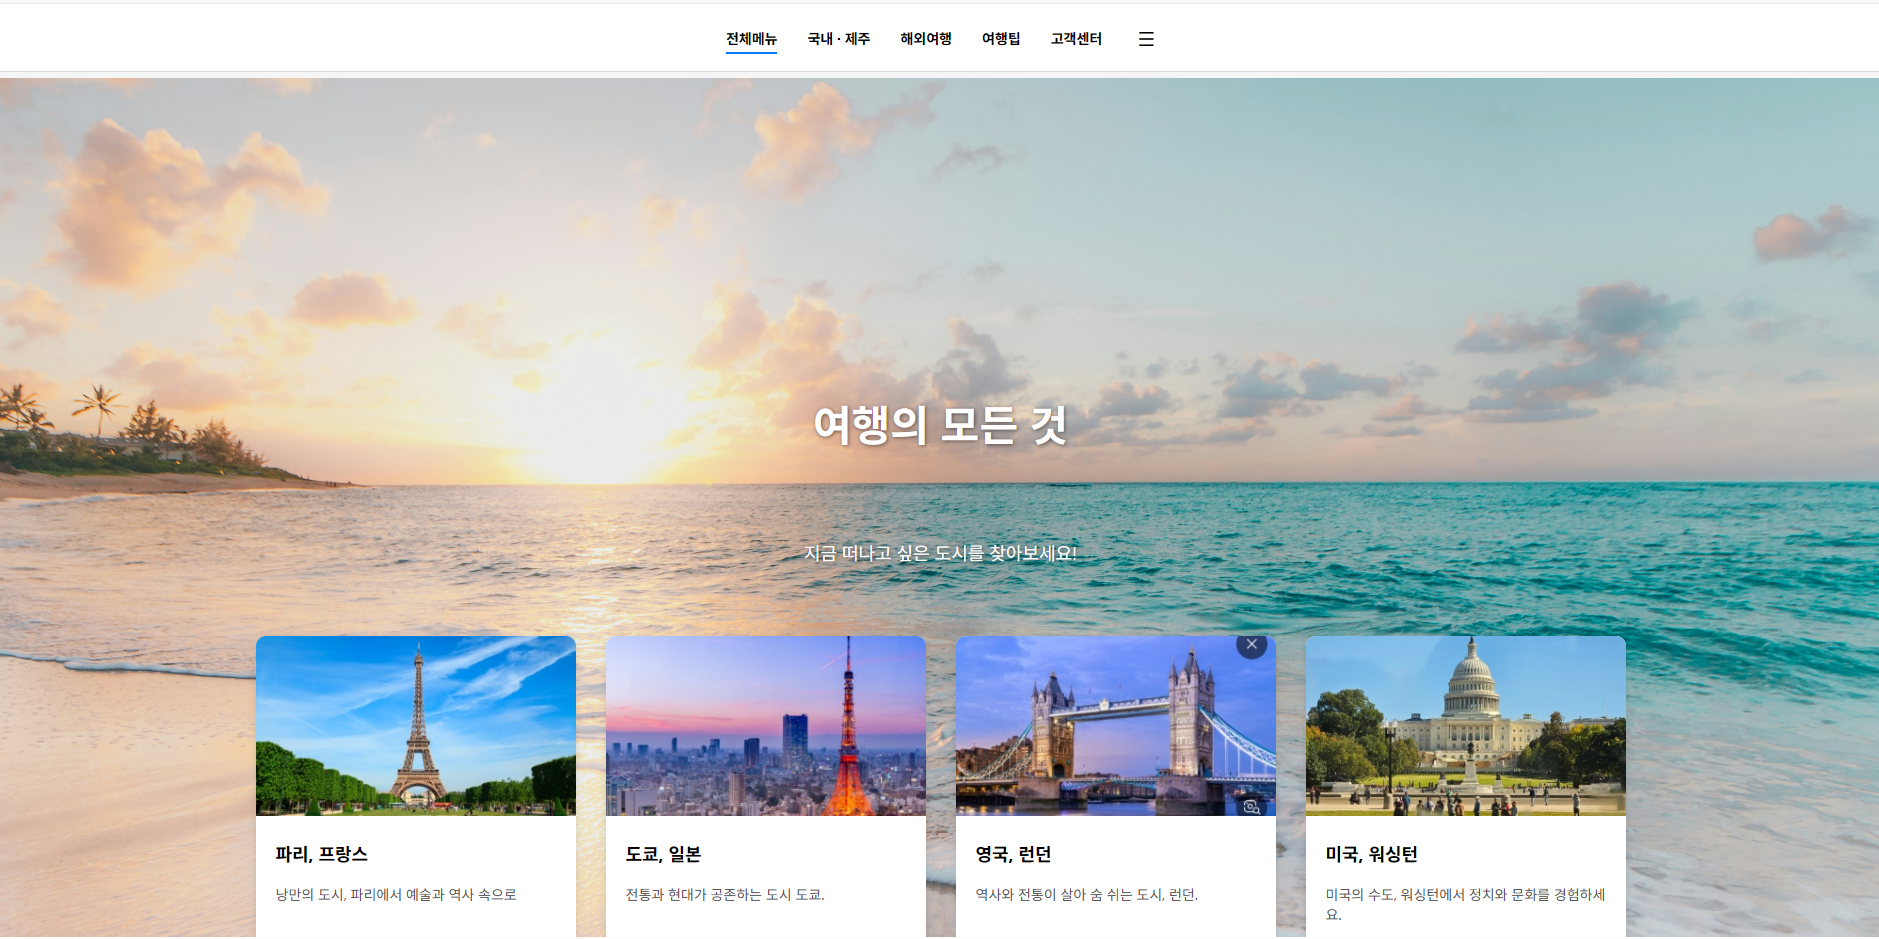 전체메뉴 국내 · 제주 해외여행 여행팁 고객센터
여행의 모든 것
지금 떠나고 싶은 도시를 찾아보세요!
파리, 프랑스
낭만의 도시, 파리에서 예술과 역사 속으로
도쿄, 일본
전통과 현대가 공존하는 도시 도쿄.
영국, 런던
역사와 전통이 살아 숨 쉬는 도시, 런던.
미국, 워싱턴
미국의 수도, 워싱턴에서 정치와 문화를 경험하세
요.